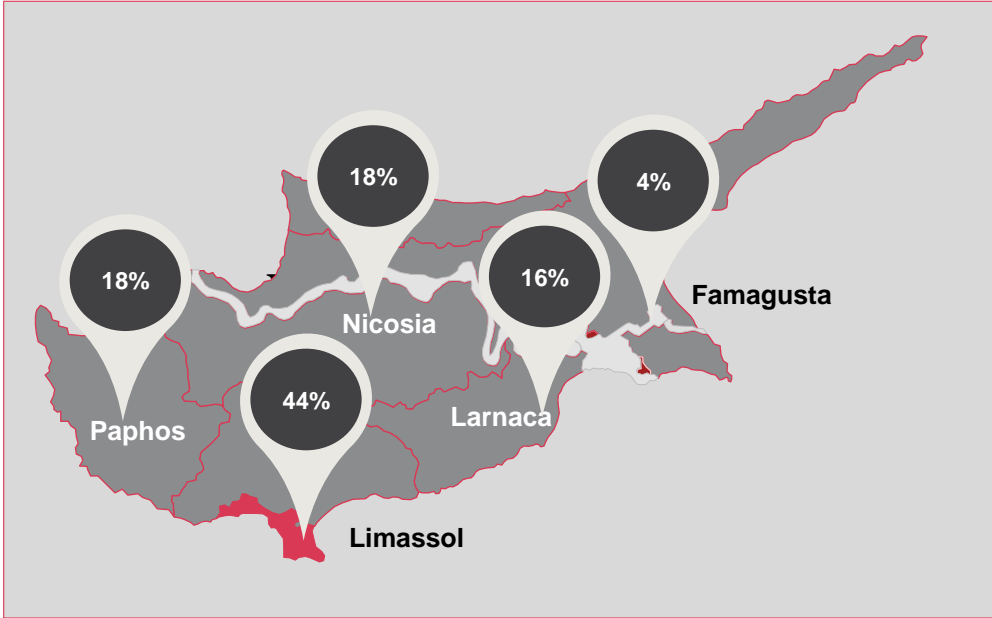 18%
4%
18%
16%
Famagusta
Nicosia
44%
Larnaca
Paphos
Limassol